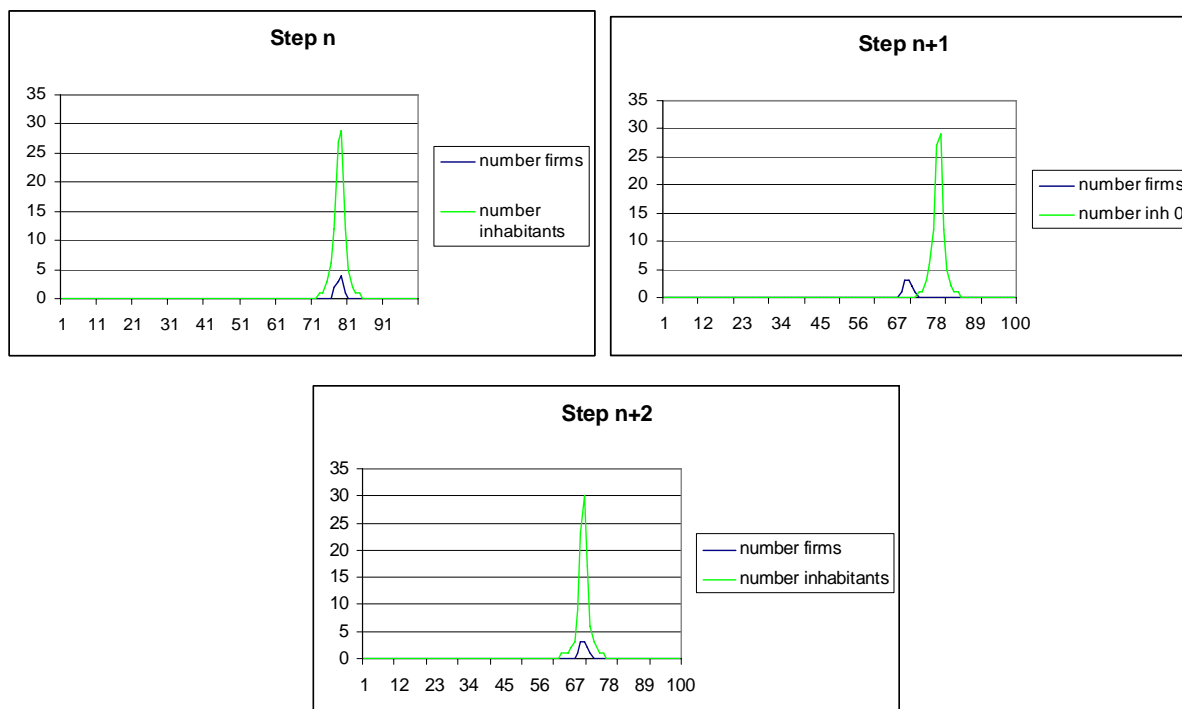 Step n
35
30
25
20
15
10
5
0
1 11 21 31 41 51 61 71 81 91
number firms
number
inhabitants
Step n+1
35
30
25
20
15
10
5
0
1 12 23 34 45 56 67 78 89 100
number firms
number inh 0
Step n+2
35
30
25
20
15
10
5
0
1 12 23 34 45 56 67 78 89 100
number firms
number inhabitants